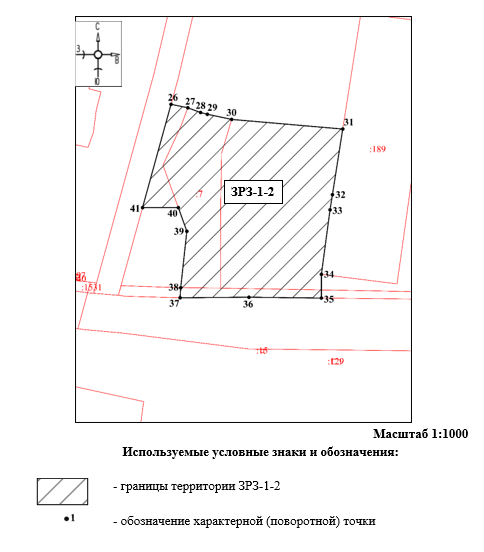 С
З
В
Ю
26
27
28
29
30
31
:189
32
:7
ЗРЗ-1-2
33
41
40
39
34
38
:1531
37
36
35
:15
:129
Масштаб 1:1000
Используемые условные знаки и обозначения:
- границы территории ЗРЗ-1-2
1
- обозначение характерной (поворотной) точки